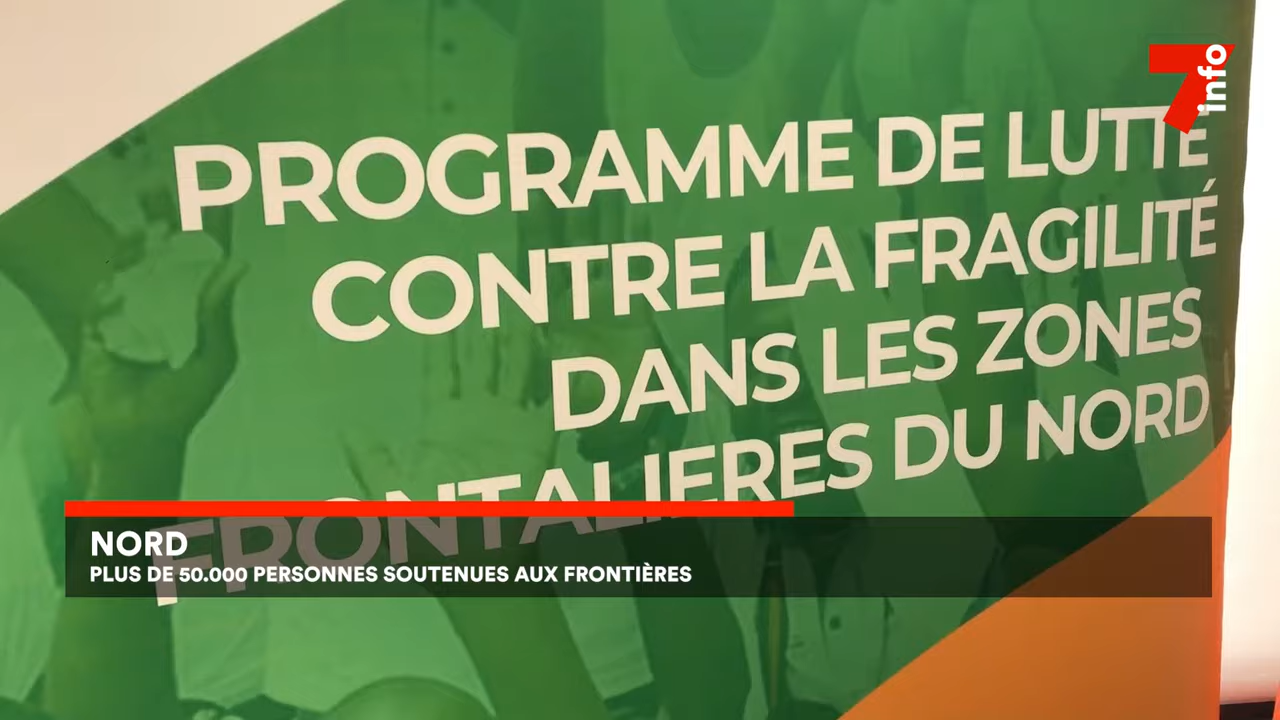 7info
PROGRAMME DE LUTTE
CONTRE LA FRAGILITÉ
DANS LES ZONES
FRONTALIERES DU NORD
NORD
PLUS DE 50.000 PERSONNES SOUTENUES AUX FRONTIÈRES